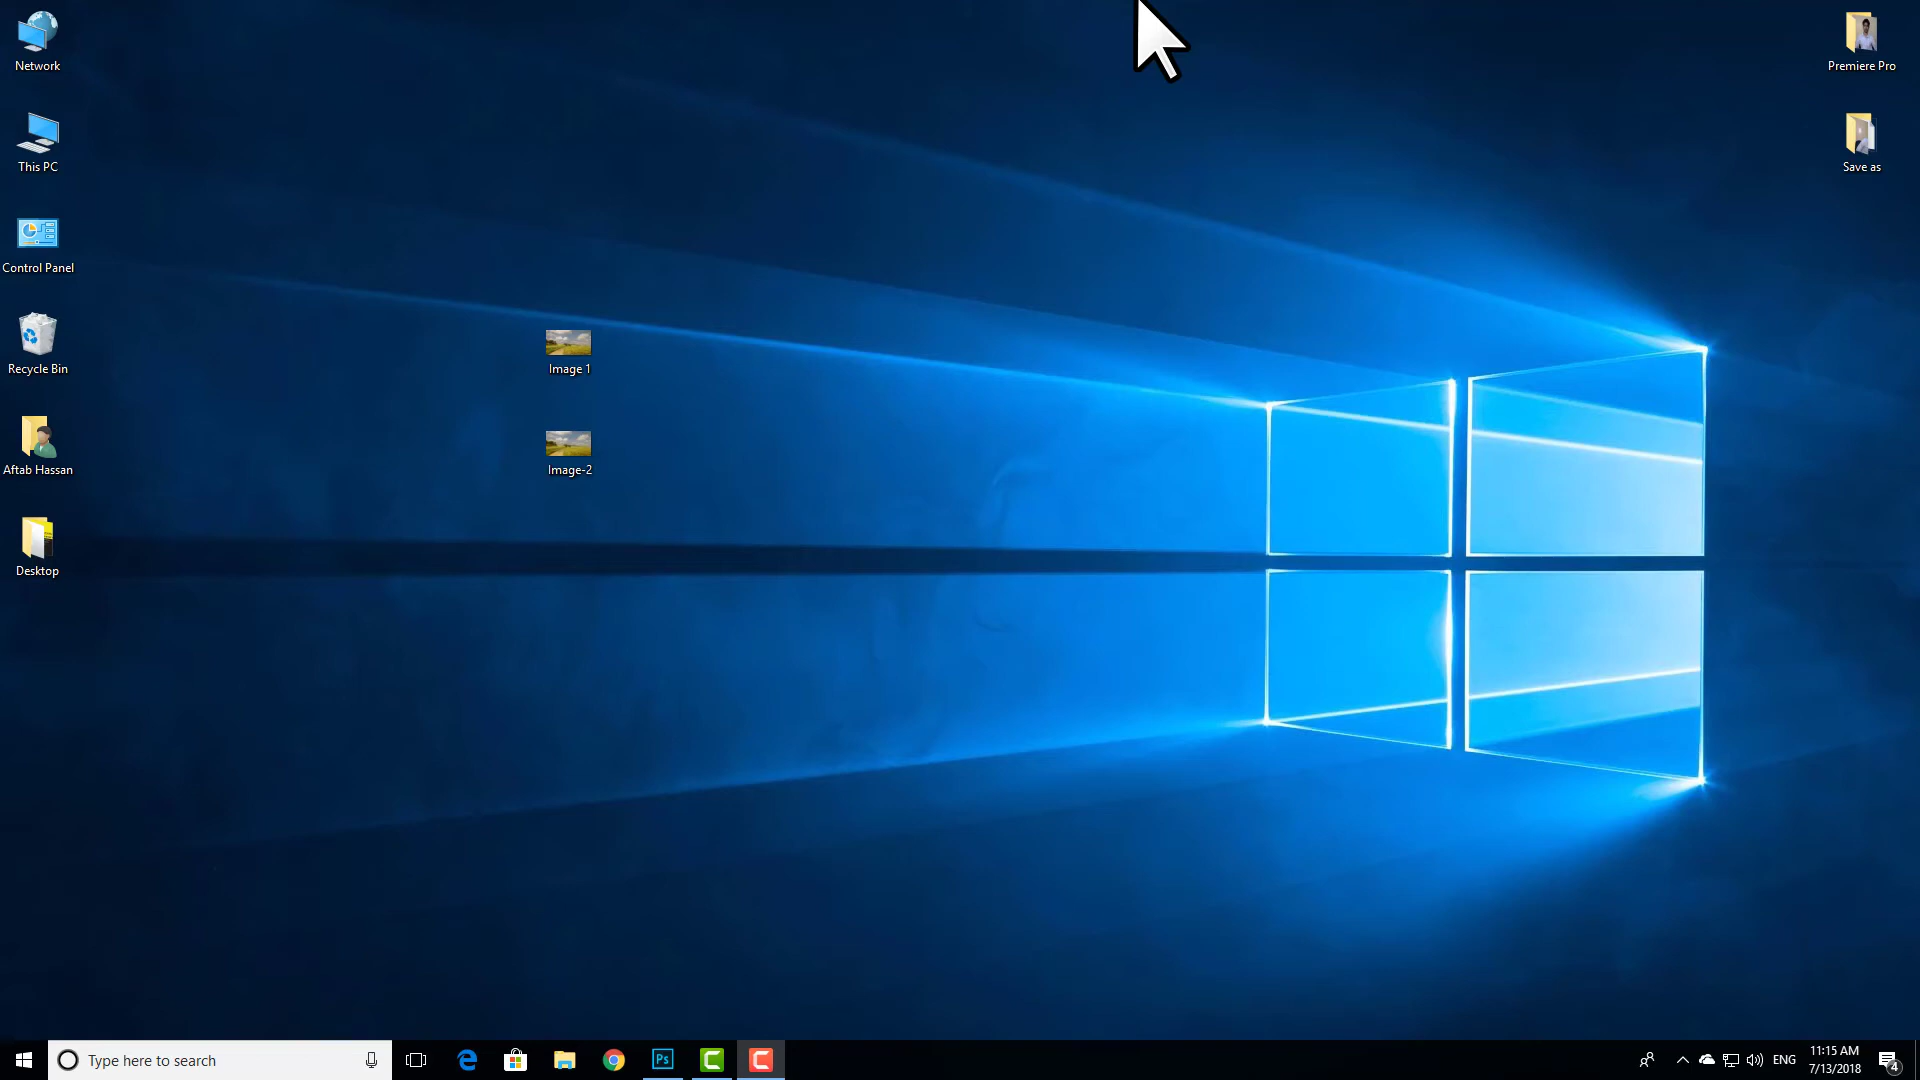 Network
This PC
Control Panel
Recycle Bin
Aftab Hassan
Desktop
Image 1
Image-2
Premiere Pro
Save as
Type here to search
Ps
ENG
11:15 AM
7/13/2018
4